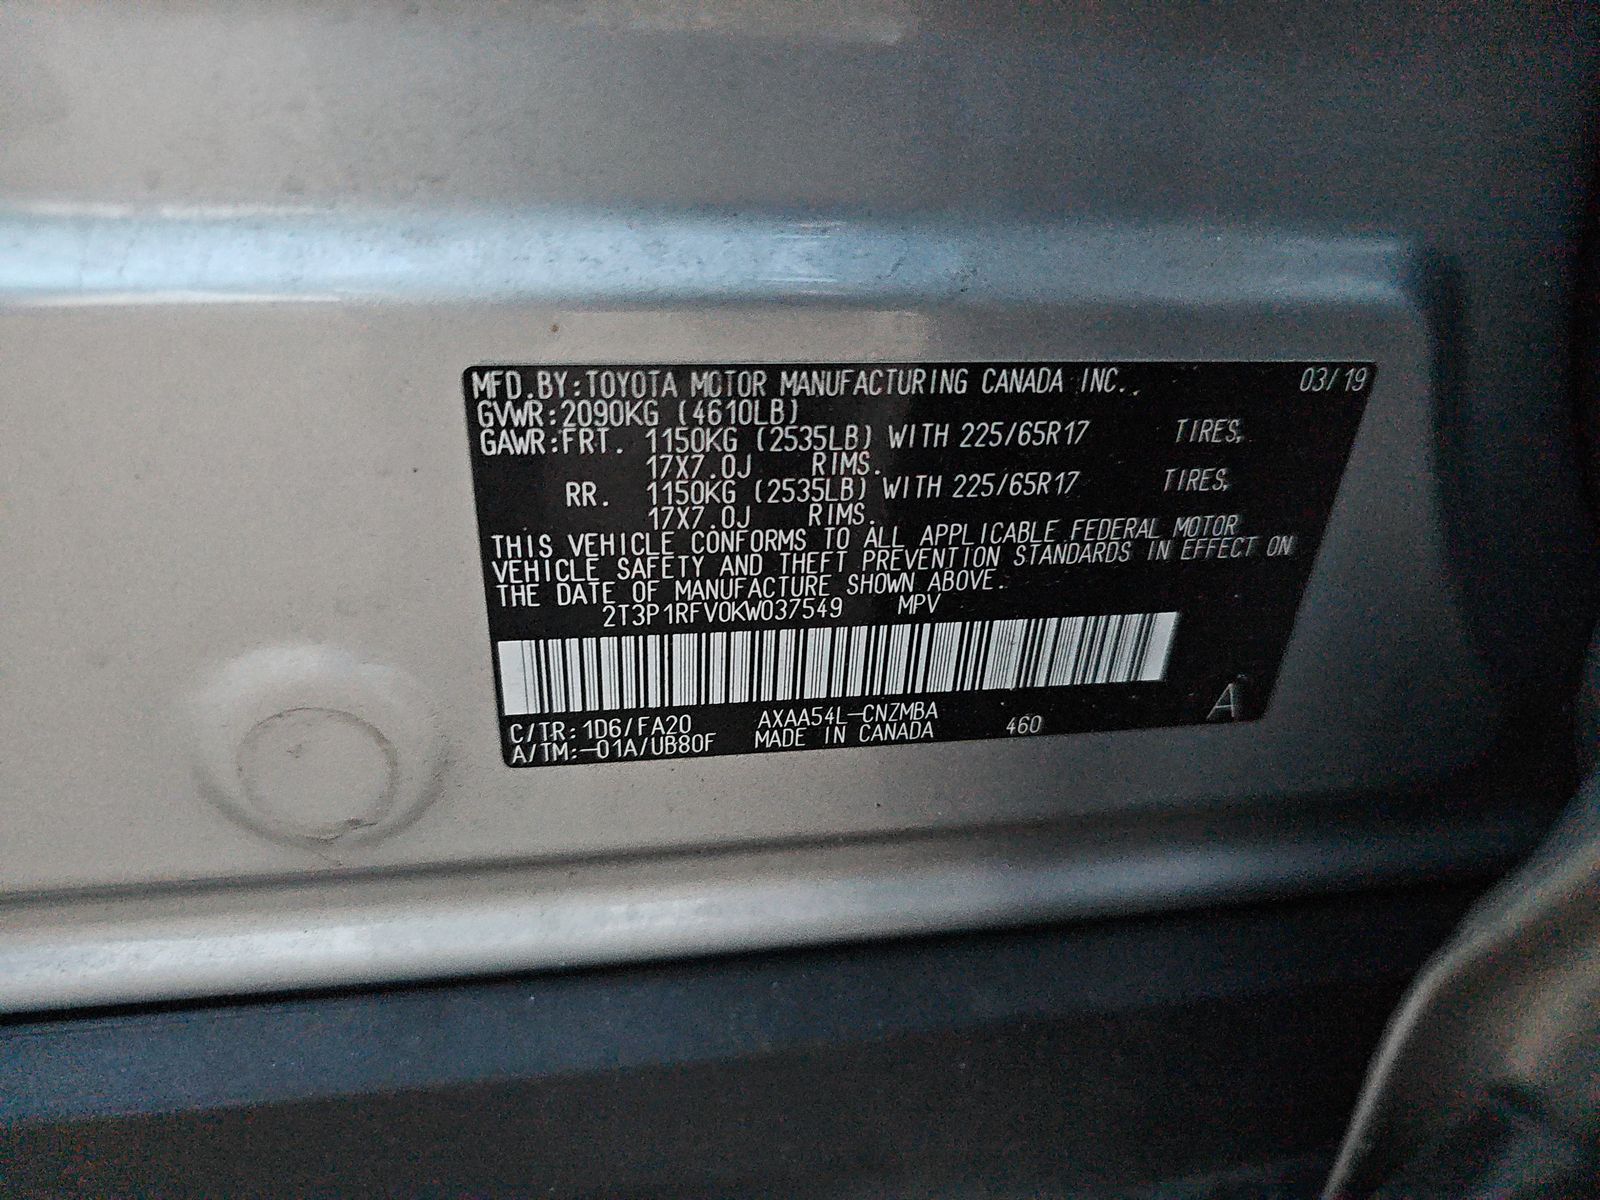 MFD.BY:TOYOTA MOTOR MANUFACTURING CANADA INC., 03/19
GVWR:2090KG (4610LB)
GAWR:FRT. 1150KG (2535LB) WITH 225/65R17 TIRES,
17X7.0J RIMS.
RR. 1150KG (2535LB) WITH 225/65R17 TIRES,
17X7.0J RIMS.
THIS VEHICLE CONFORMS TO ALL APPLICABLE FEDERAL MOTOR
VEHICLE SAFETY AND THEFT PREVENTION STANDARDS IN EFFECT ON
THE DATE OF MANUFACTURE SHOWN ABOVE.
2T3P1RFV0KW037549 MPV
C/TR:1D6/FA20 AXAA54L-CNZMBA
A/TM:-01A/UB80F MADE IN CANADA 460 A